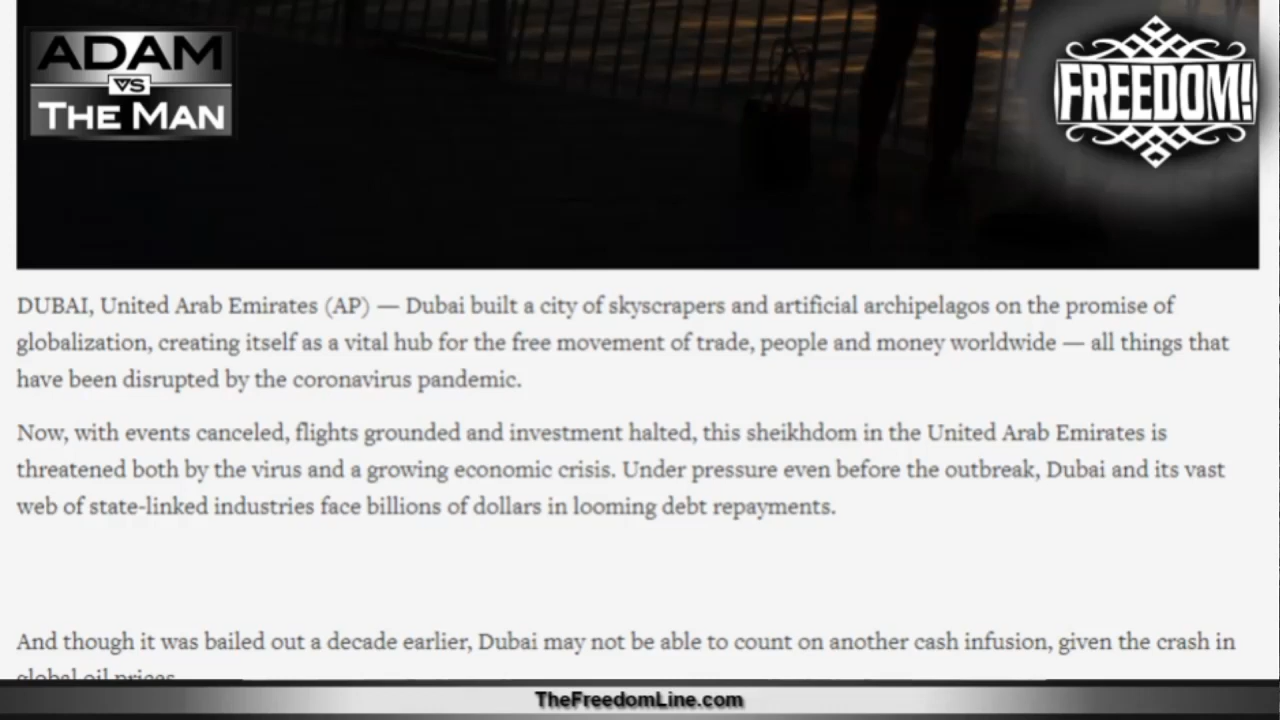 ADAM
VS
THE MAN
FREEDOM!
DUBAI, United Arab Emirates (AP) — Dubai built a city of skyscrapers and artificial archipelagos on the promise of
globalization, creating itself as a vital hub for the free movement of trade, people and money worldwide — all things that
have been disrupted by the coronavirus pandemic.
Now, with events canceled, flights grounded and investment halted, this sheikhdom in the United Arab Emirates is
threatened both by the virus and a growing economic crisis. Under pressure even before the outbreak, Dubai and its vast
web of state-linked industries face billions of dollars in looming debt repayments.
And though it was bailed out a decade earlier, Dubai may not be able to count on another cash infusion, given the crash in
global oil prices.
TheFreedomLine.com